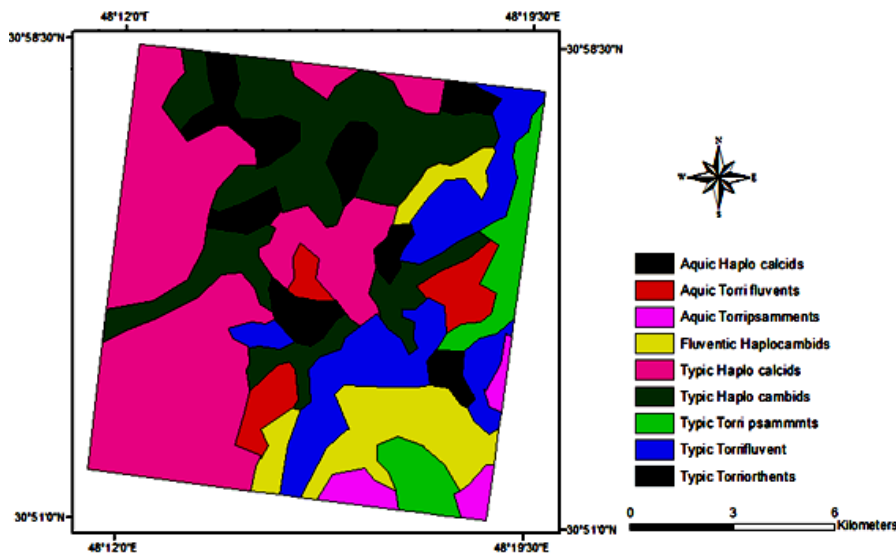 48°12'0"E
48°19'30"E
30°58'30"N
30°58'30"N
N
W
E
S
Aquic Haplo calcids
Aquic Torri fluvents
Aquic Torripsamments
Fluventic Haplocambids
Typic Haplo calcids
Typic Haplo cambids
Typic Torri psammmts
Typic Torrifluvent
Typic Torriorthents
0 3 6
Kilometers
30°51'0"N
30°51'0"N
48°12'0"E
48°19'30"E